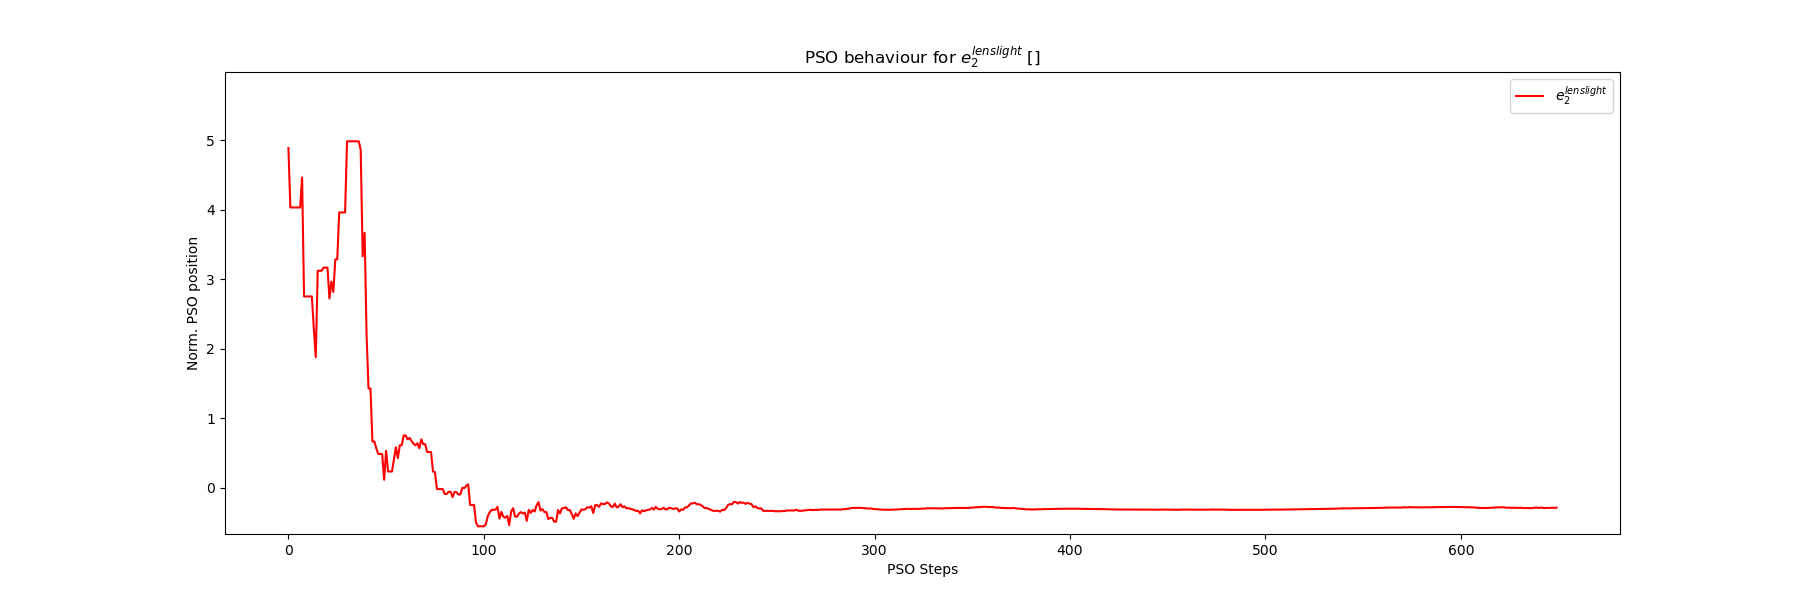 PSO behaviour for e_2^{lenslight} []
e_2^{lenslight}
Norm. PSO position
5
4
3
2
1
0
0 100 200 300 400 500 600
PSO Steps